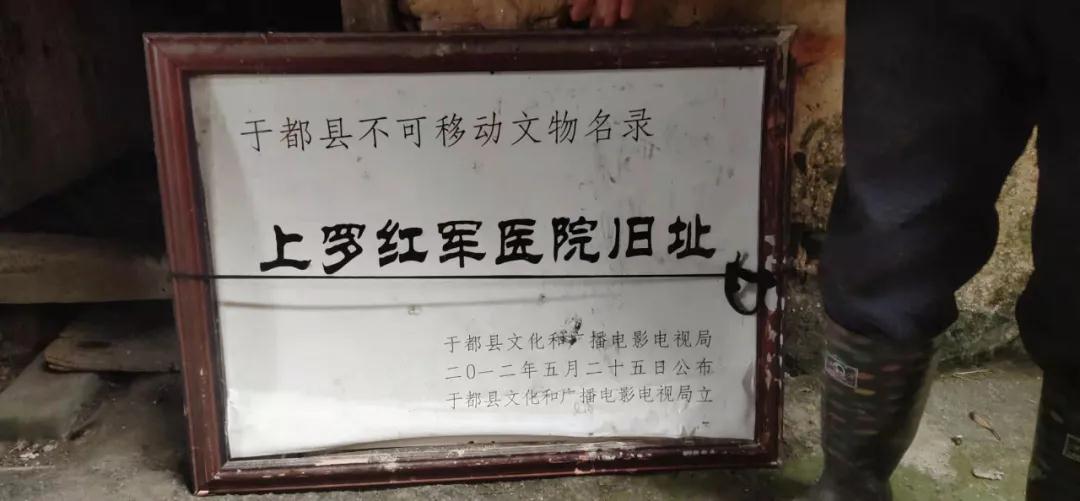 于都县不可移动文物名录
上罗红军医院旧址
于都县文化和广播电影电视局
二0一二年五月二十五日公布
于都县文化和广播电影电视局立